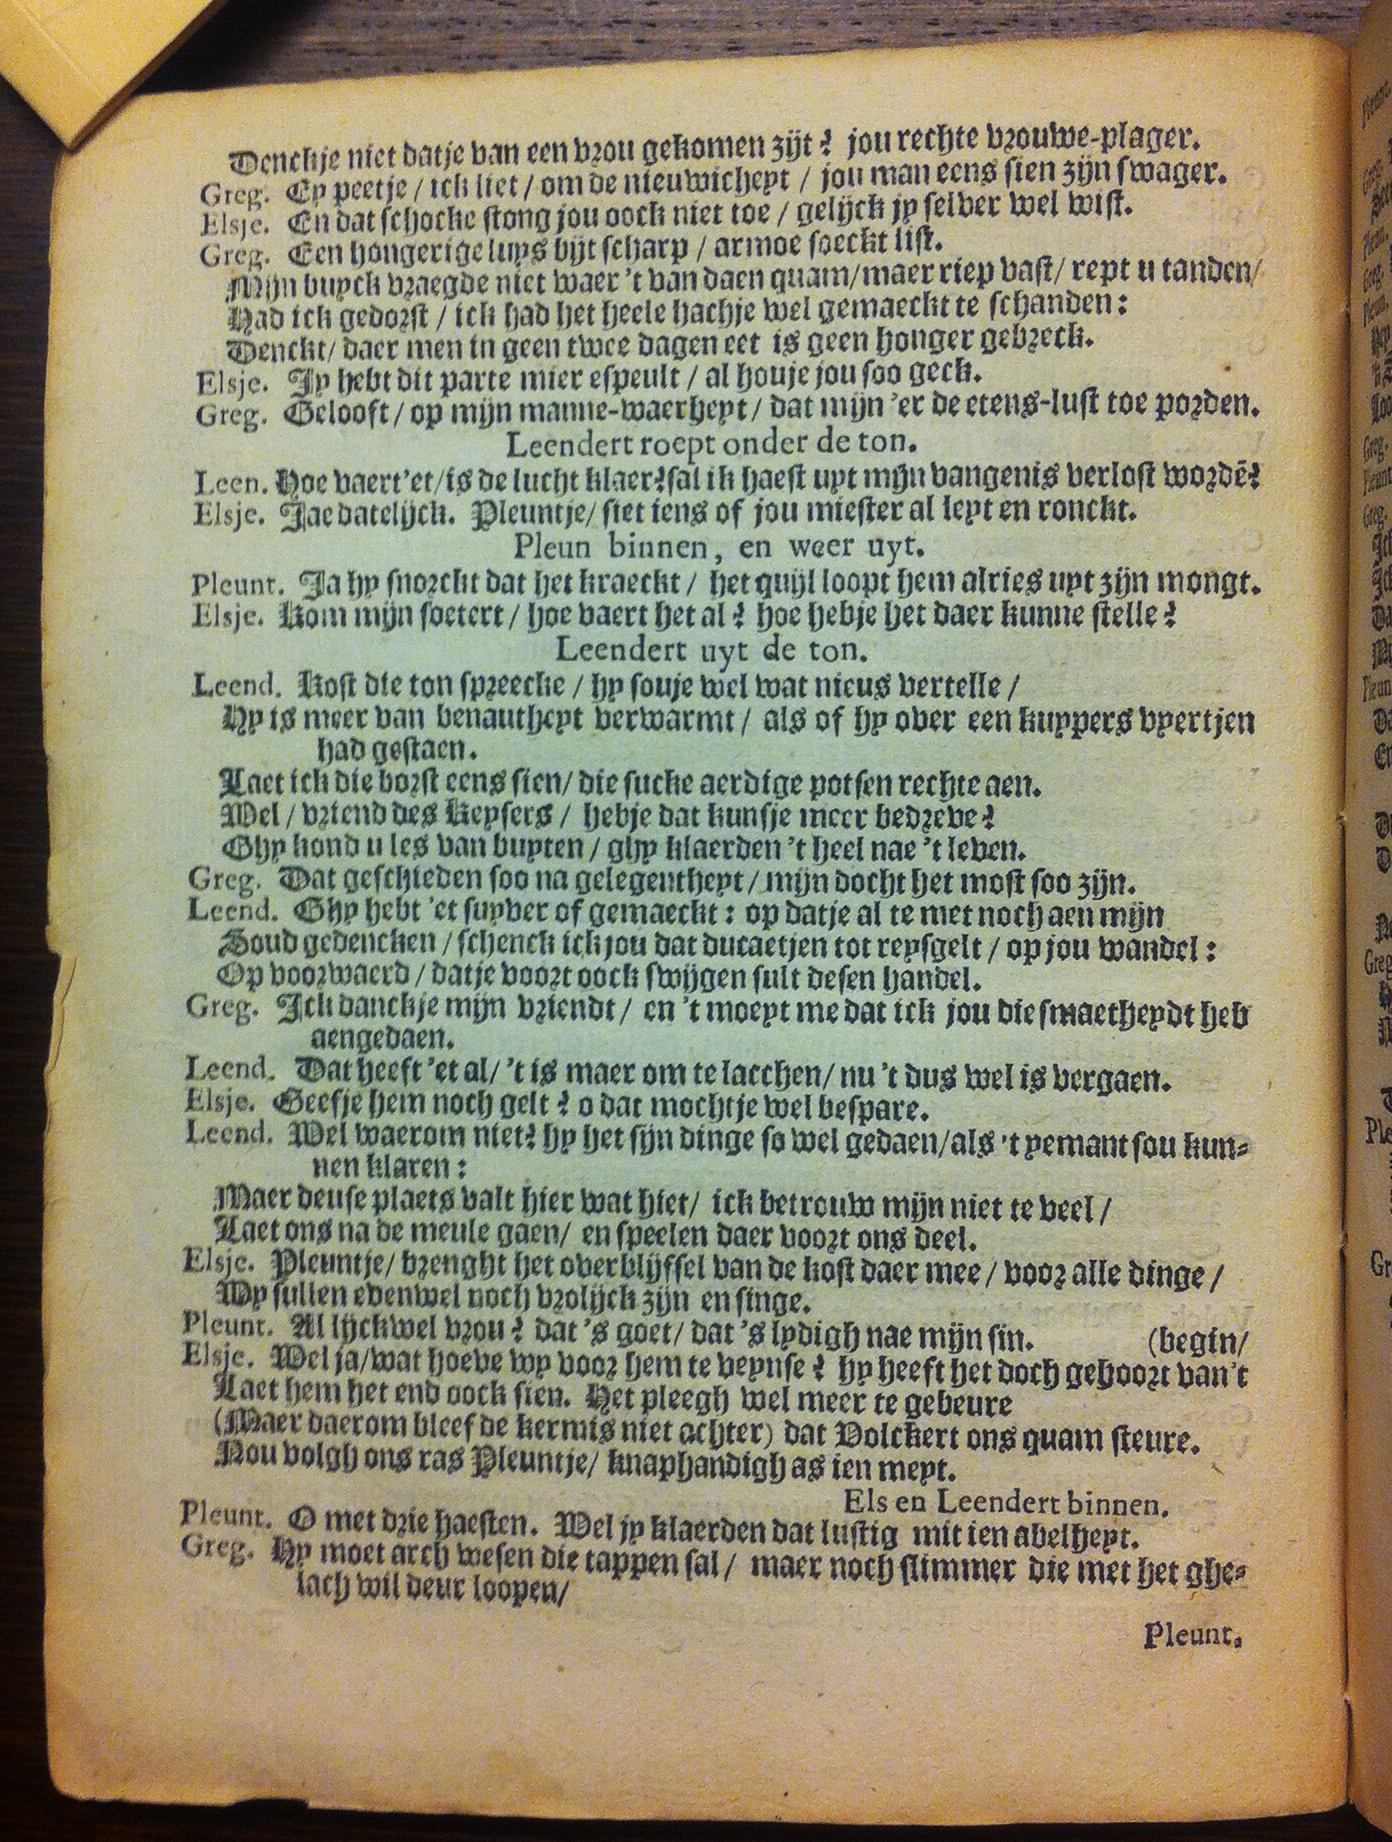 Denckje niet datje van een vrou gekomen zijt? jou rechte vrouwe-plager.
Greg. Ey peetje / ick liet / om de nieuwicheyt / jou man eens sien zijn swager.
Elsje. En dat schocke stong jou oock niet toe / gelijck jy selver wel wist.
Greg. Een hongerige luys bijt scharp / armoe soeckt list.
Mijn buyck vraegde niet waer 't van daen quam/maer riep vast/ rept u tanden/
Had ick gedorst / ick had het heele hachje wel gemaeckt te schanden:
Denckt/ daer men in geen twee dagen eet is geen honger gebreck.
Elsje. Jy hebt dit parte mier espeult / al houje jou soo geck.
Greg. Gelooft / op mijn manne-waerheyt / dat mijn 'er de etens-lust toe porden.
Leendert roept onder de ton.
Leen. Hoe vaert'et/is de lucht klaer?sal ik haest uyt mijn vangenis verlost wordē?
Elsje. Jae datelijck. Pleuntje/ siet iens of jou miester al leyt en ronckt.
Pleun binnen, en weer uyt.
Pleunt. Ja hy snorckt dat het kraeckt / het quijl loopt hem alries uyt zijn mongt.
Elsje. Kom mijn soetert / hoe vaert het al? hoe hebje het daer kunne stelle?
Leendert uyt de ton.
Leend. Kost die ton spreecke / hy souje wel wat nieus vertelle /
Hy is meer van benautheyt verwarmt / als of hy over een kuypers vyertjen
had gestaen.
Laet ick die borst eens sien/ die sucke aerdige potsen rechte aen.
Wel / vriend des Keysers / hebje dat kunsje meer bedreve?
Ghy kond u les van buyten / ghy klaerden 't heel nae 't leven.
Greg. Dat geschieden soo na gelegentheyt / mijn docht het most soo zijn.
Leend. Ghy hebt 'et suyver of gemaeckt: op datje al te met noch aen mijn
Soud gedencken / schenck ick jou dat ducaetjen tot reysgelt / op jou wandel:
Op voorwaerd / datje voort oock swijgen sult desen handel.
Greg. Ick danckje mijn vriendt / en 't moeyt me dat ick jou die smaetheydt heb
aengedaen.
Leend. Dat heeft 'et al/ 't is maer om te lacchen/ nu 't dus wel is vergaen.
Elsje. Geefje hem noch gelt? o dat mochtje wel bespare.
Leend. Wel waerom niet? hy het sijn dinge so wel gedaen/als 't yemant sou kun-
nen klaren:
Maer deuse plaets valt hier wat hiet/ ick betrouw mijn niet te veel /
Laet ons na de meule gaen/ en speelen daer voort ons deel.
Elsje. Pleuntje/ brenght het overblijffsel van de kost daer mee / voor alle dinge /
Wy sullen evenwel noch vrolijck zijn en singe.
Pleunt. Al lijckwel vrou? dat 's goet/ dat 's lydigh nae mijn sin. (begin/
Elsje. Wel ja/wat hoeve wy voor hem te veynse? hy heeft het doch gehoort van't
Laet hem het end oock sien. Het pleegh wel meer te gebeure
(Maer daerom bleef de kermis niet achter) dat Volckert ons quam steure.
Nou volgh ons ras Pleuntje/ knaphandigh as ien meyt.
Els en Leendert binnen.
Pleunt. O met drie haesten. Wel jy klaerden dat lustig mit ien abelheyt.
Greg. Hy moet arch wesen die tappen sal / maer noch slimmer die met het ghe-
lach wil deur loopen/
Pleunt.